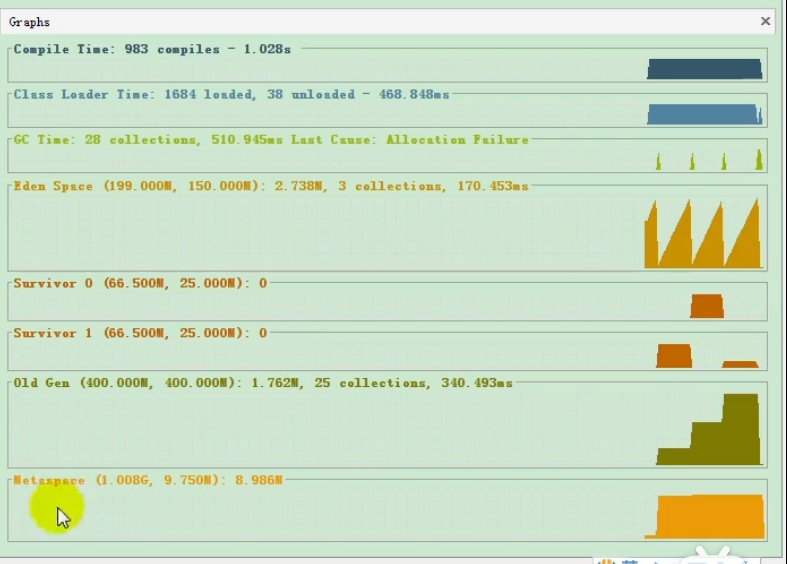 Graphs
Compile Time: 983 compiles - 1.028s
Class Loader Time: 1684 loaded, 38 unloaded - 468.848ms
GC Time: 28 collections, 510.945ms Last Cause: Allocation Failure
Eden Space (199.000M, 150.000M): 2.738M, 3 collections, 170.453ms
Survivor 0 (66.500M, 25.000M): 0
Survivor 1 (66.500M, 25.000M): 0
Old Gen (400.000M, 400.000M): 1.762M, 25 collections, 340.493ms
Metaspace (1.008G, 9.750M): 8.986M